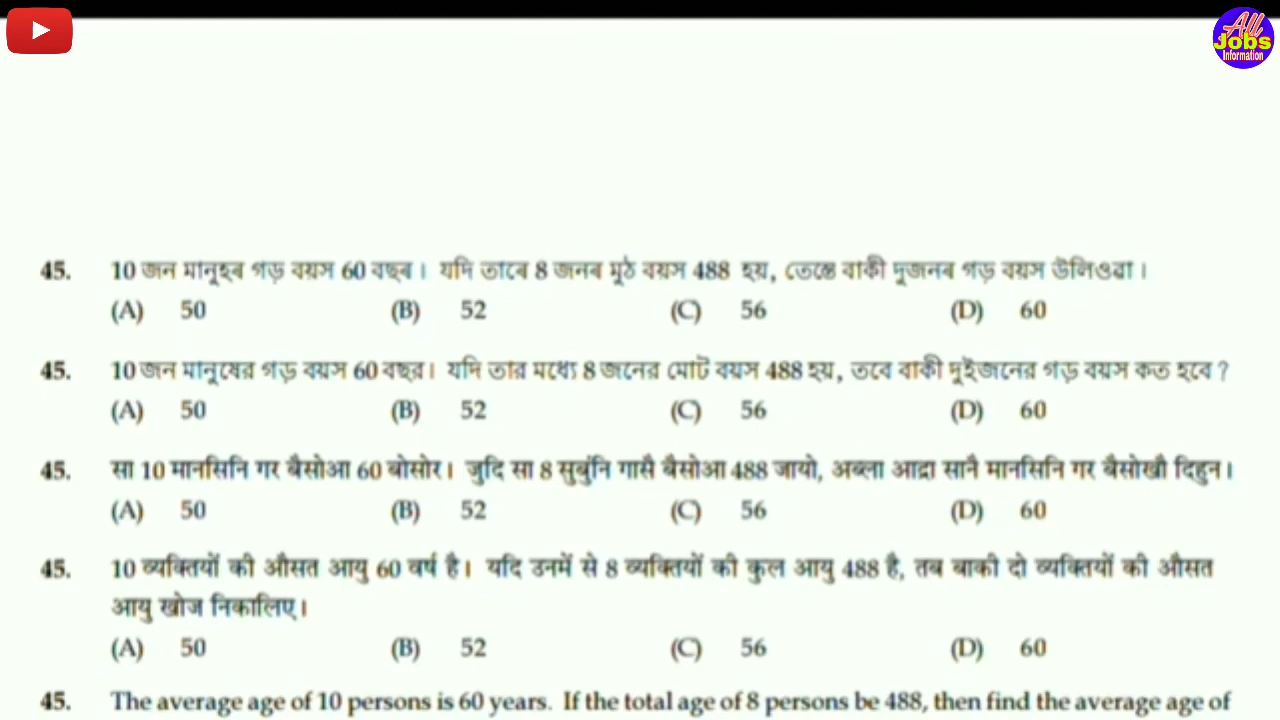 All
Jobs
Information
45. 10 জন মানুহৰ গড় বয়স 60 বছৰ। যদি তাৰে 8 জনৰ মুঠ বয়স 488 হয়, তেন্তে বাকী দুজনৰ গড় বয়স উলিওৱা।
(A) 50 (B) 52 (C) 56 (D) 60
45. 10 জন মানুষের গড় বয়স 60 বছর। যদি তার মধ্যে 8 জনের মোট বয়স 488 হয়, তবে বাকী দুইজনের গড় বয়স কত হবে ?
(A) 50 (B) 52 (C) 56 (D) 60
45. सा 10 मानसिनि गर बैसोआ 60 बोसोर। जुदि सा 8 सुबुंनि गासै बैसोआ 488 जायो, अब्ला आद्रा सानै मानसिनि गर बैसोखौ दिहुन।
(A) 50 (B) 52 (C) 56 (D) 60
45. 10 व्यक्तियों की औसत आयु 60 वर्ष है। यदि उनमें से 8 व्यक्तियों की कुल आयु 488 है, तब बाकी दो व्यक्तियों की औसत
आयु खोज निकालिए।
(A) 50 (B) 52 (C) 56 (D) 60
45. The average age of 10 persons is 60 years. If the total age of 8 persons be 488, then find the average age of